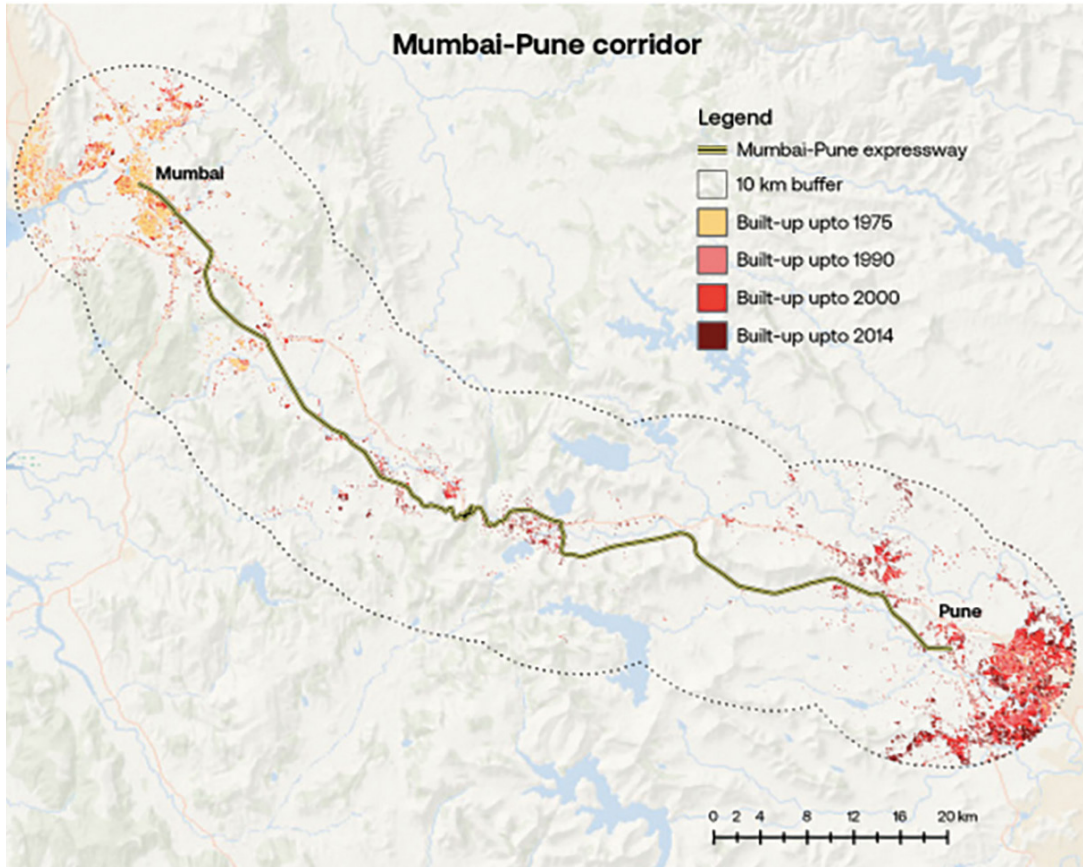 Mumbai-Pune corridor
Legend
Mumbai-Pune expressway
10 km buffer
Built-up upto 1975
Built-up upto 1990
Built-up upto 2000
Built-up upto 2014
Mumbai
Pune
0 2 4 8 12 16 20 km